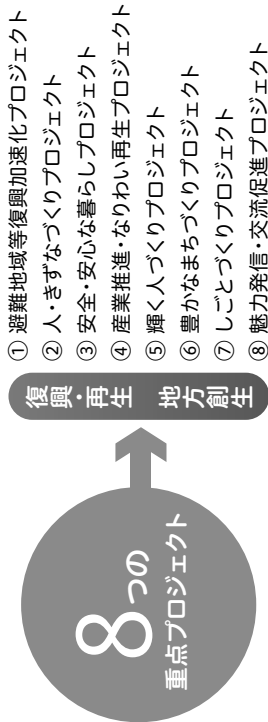 8つの
重点プロジェクト
復興・再生
地方創生
① 避難地域等復興加速化プロジェクト
② 人・きずなづくりプロジェクト
③ 安全・安心な暮らしプロジェクト
④ 産業推進・なりわい再生プロジェクト
⑤ 輝く人づくりプロジェクト
⑥ 豊かなまちづくりプロジェクト
⑦ しごとづくりプロジェクト
⑧ 魅力発信・交流促進プロジェクト